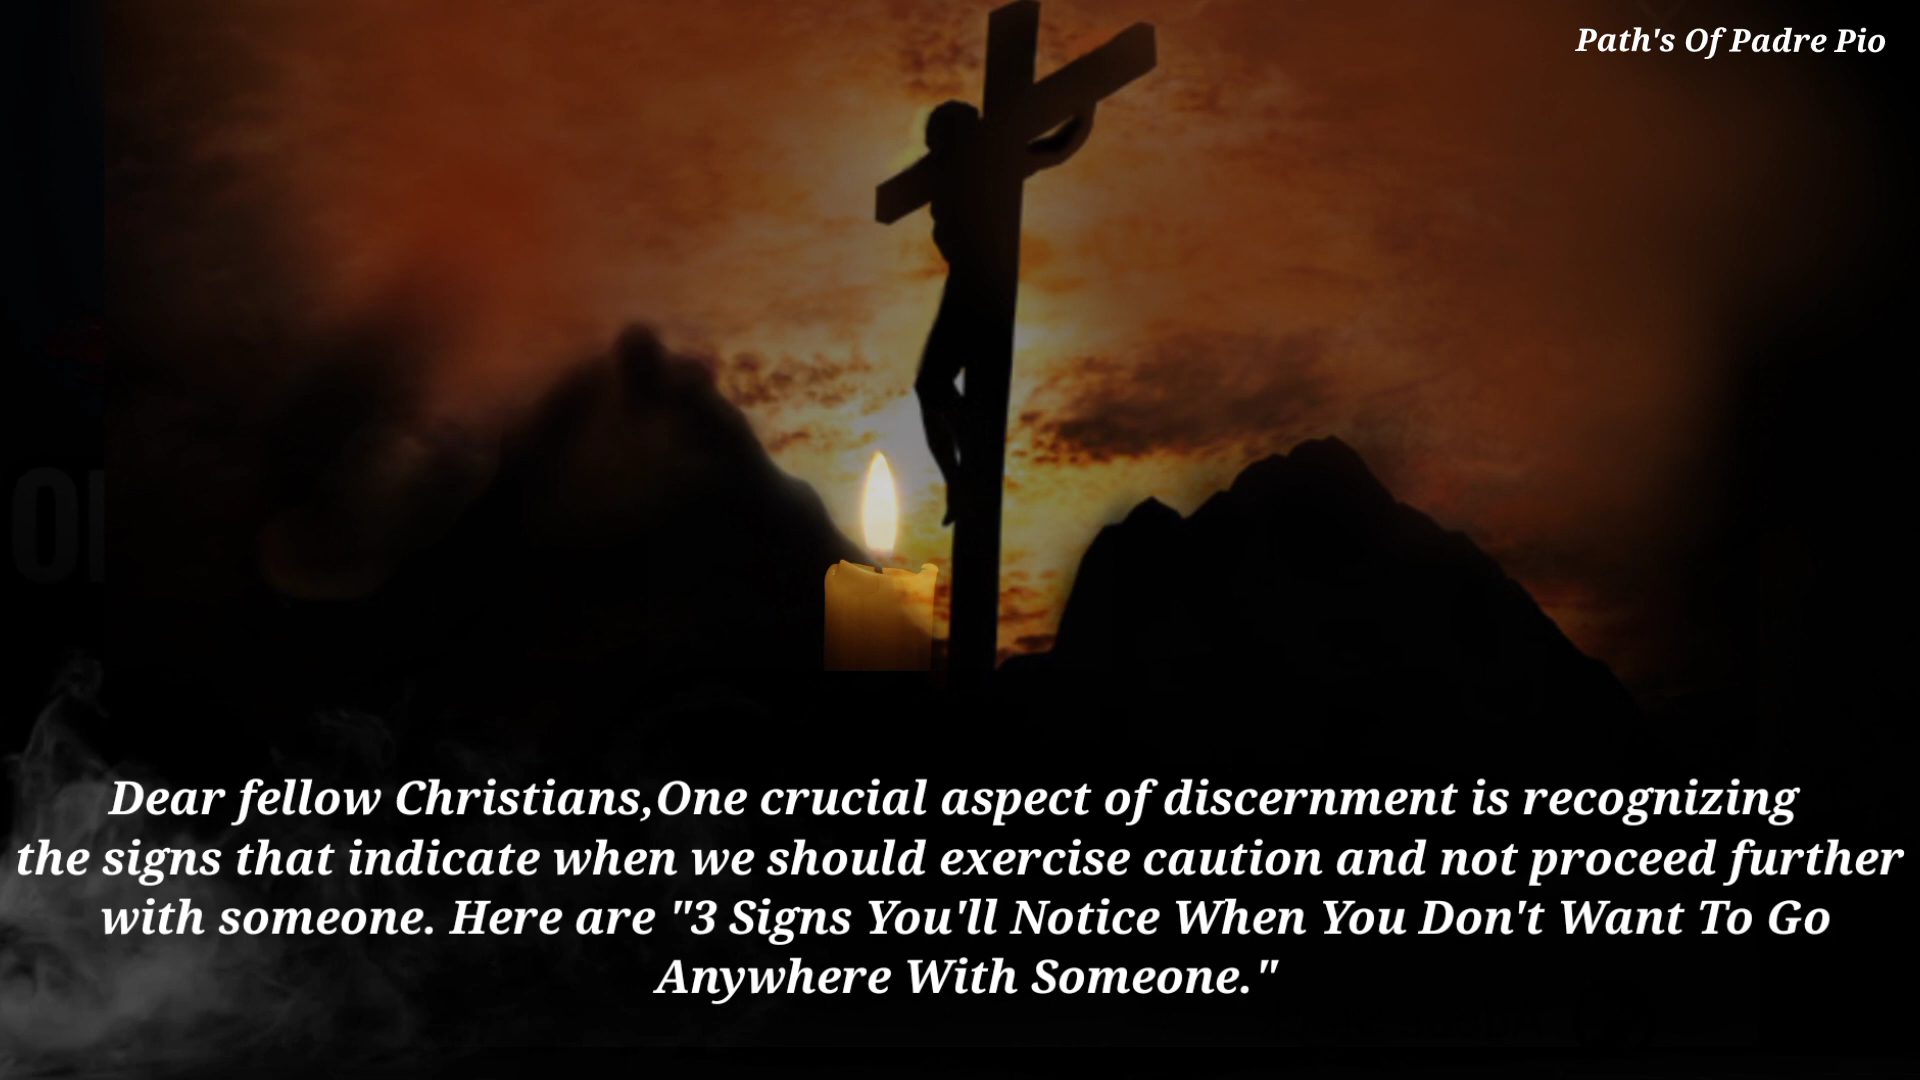 Path's Of Padre Pio
Dear fellow Christians,One crucial aspect of discernment is recognizing
the signs that indicate when we should exercise caution and not proceed further
with someone. Here are "3 Signs You'll Notice When You Don't Want To Go
Anywhere With Someone."